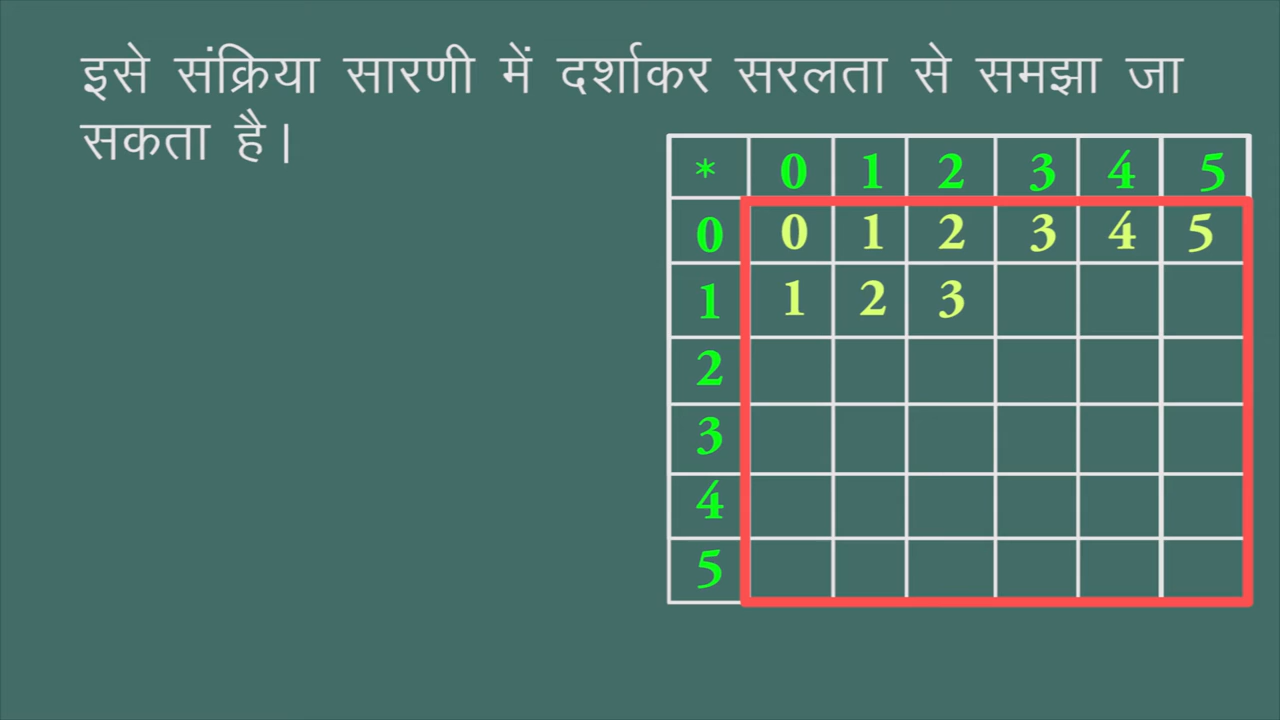 इसे संक्रिया सारणी में दर्शाकर सरलता से समझा जा
सकता है।
* 0 1 2 3 4 5
0 0 1 2 3 4 5
1 1 2 3
2
3
4
5